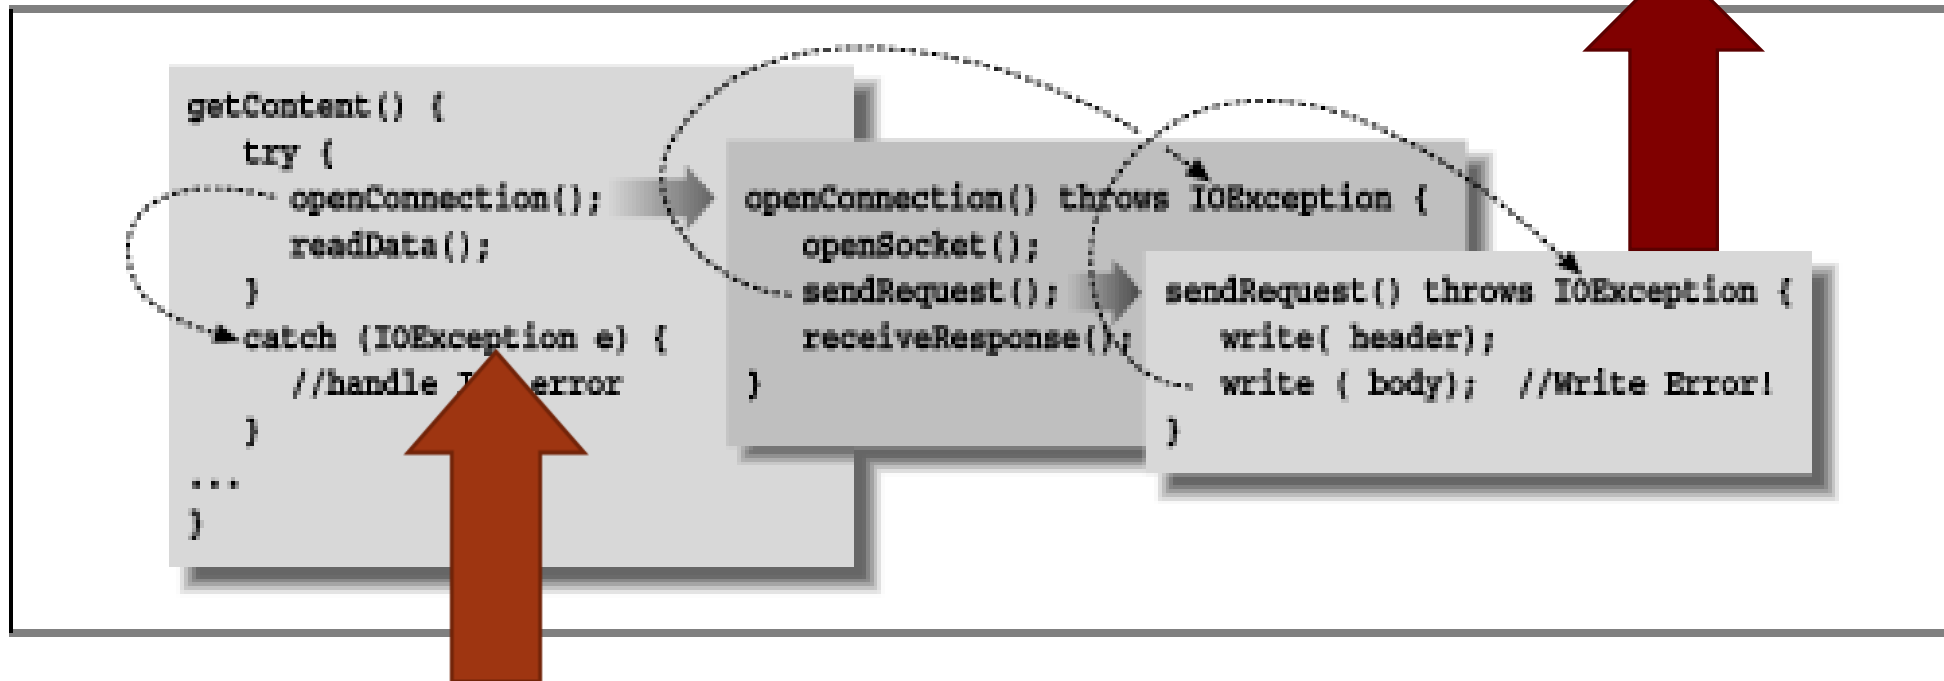 getContent() {
try {
openConnection();
readData();
}
catch (IOException e) {
//handle error
}
...
}
openConnection() throws IOException {
openSocket();
sendRequest();
receiveResponse();
}
sendRequest() throws IOException {
write( header);
write ( body); //Write Error!
}